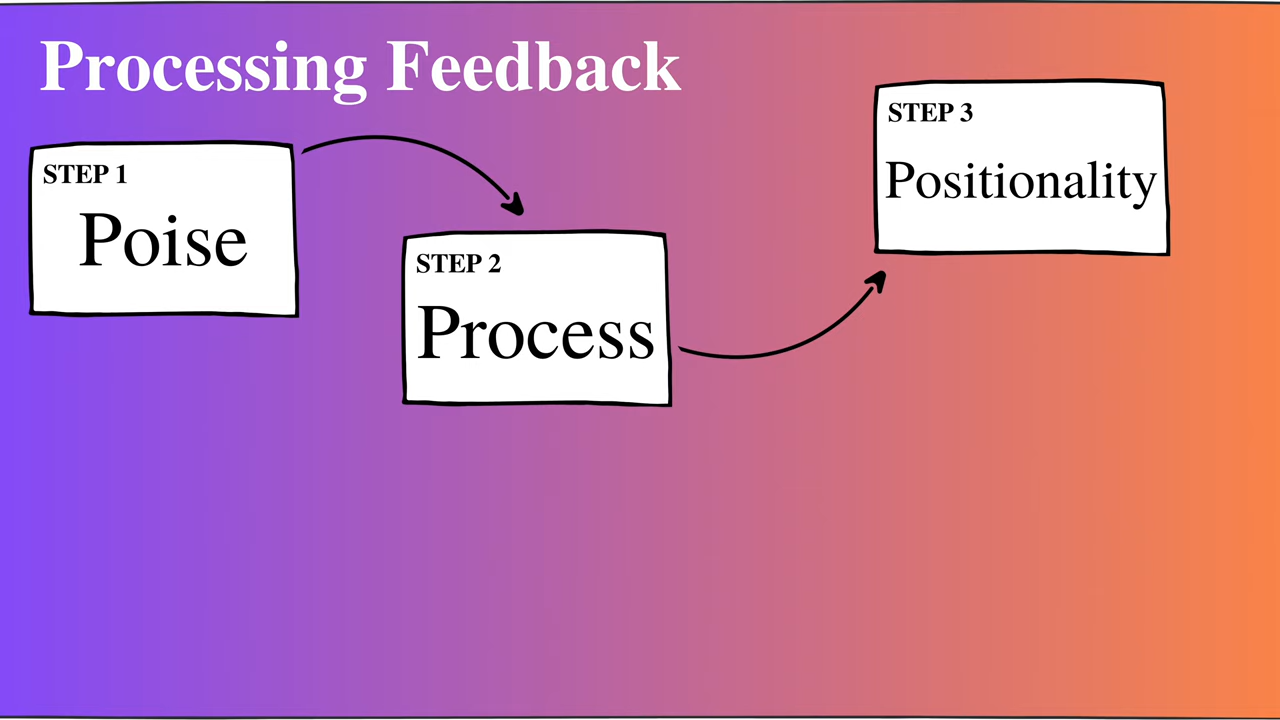 Processing Feedback
STEP 1
Poise
STEP 2
Process
STEP 3
Positionality